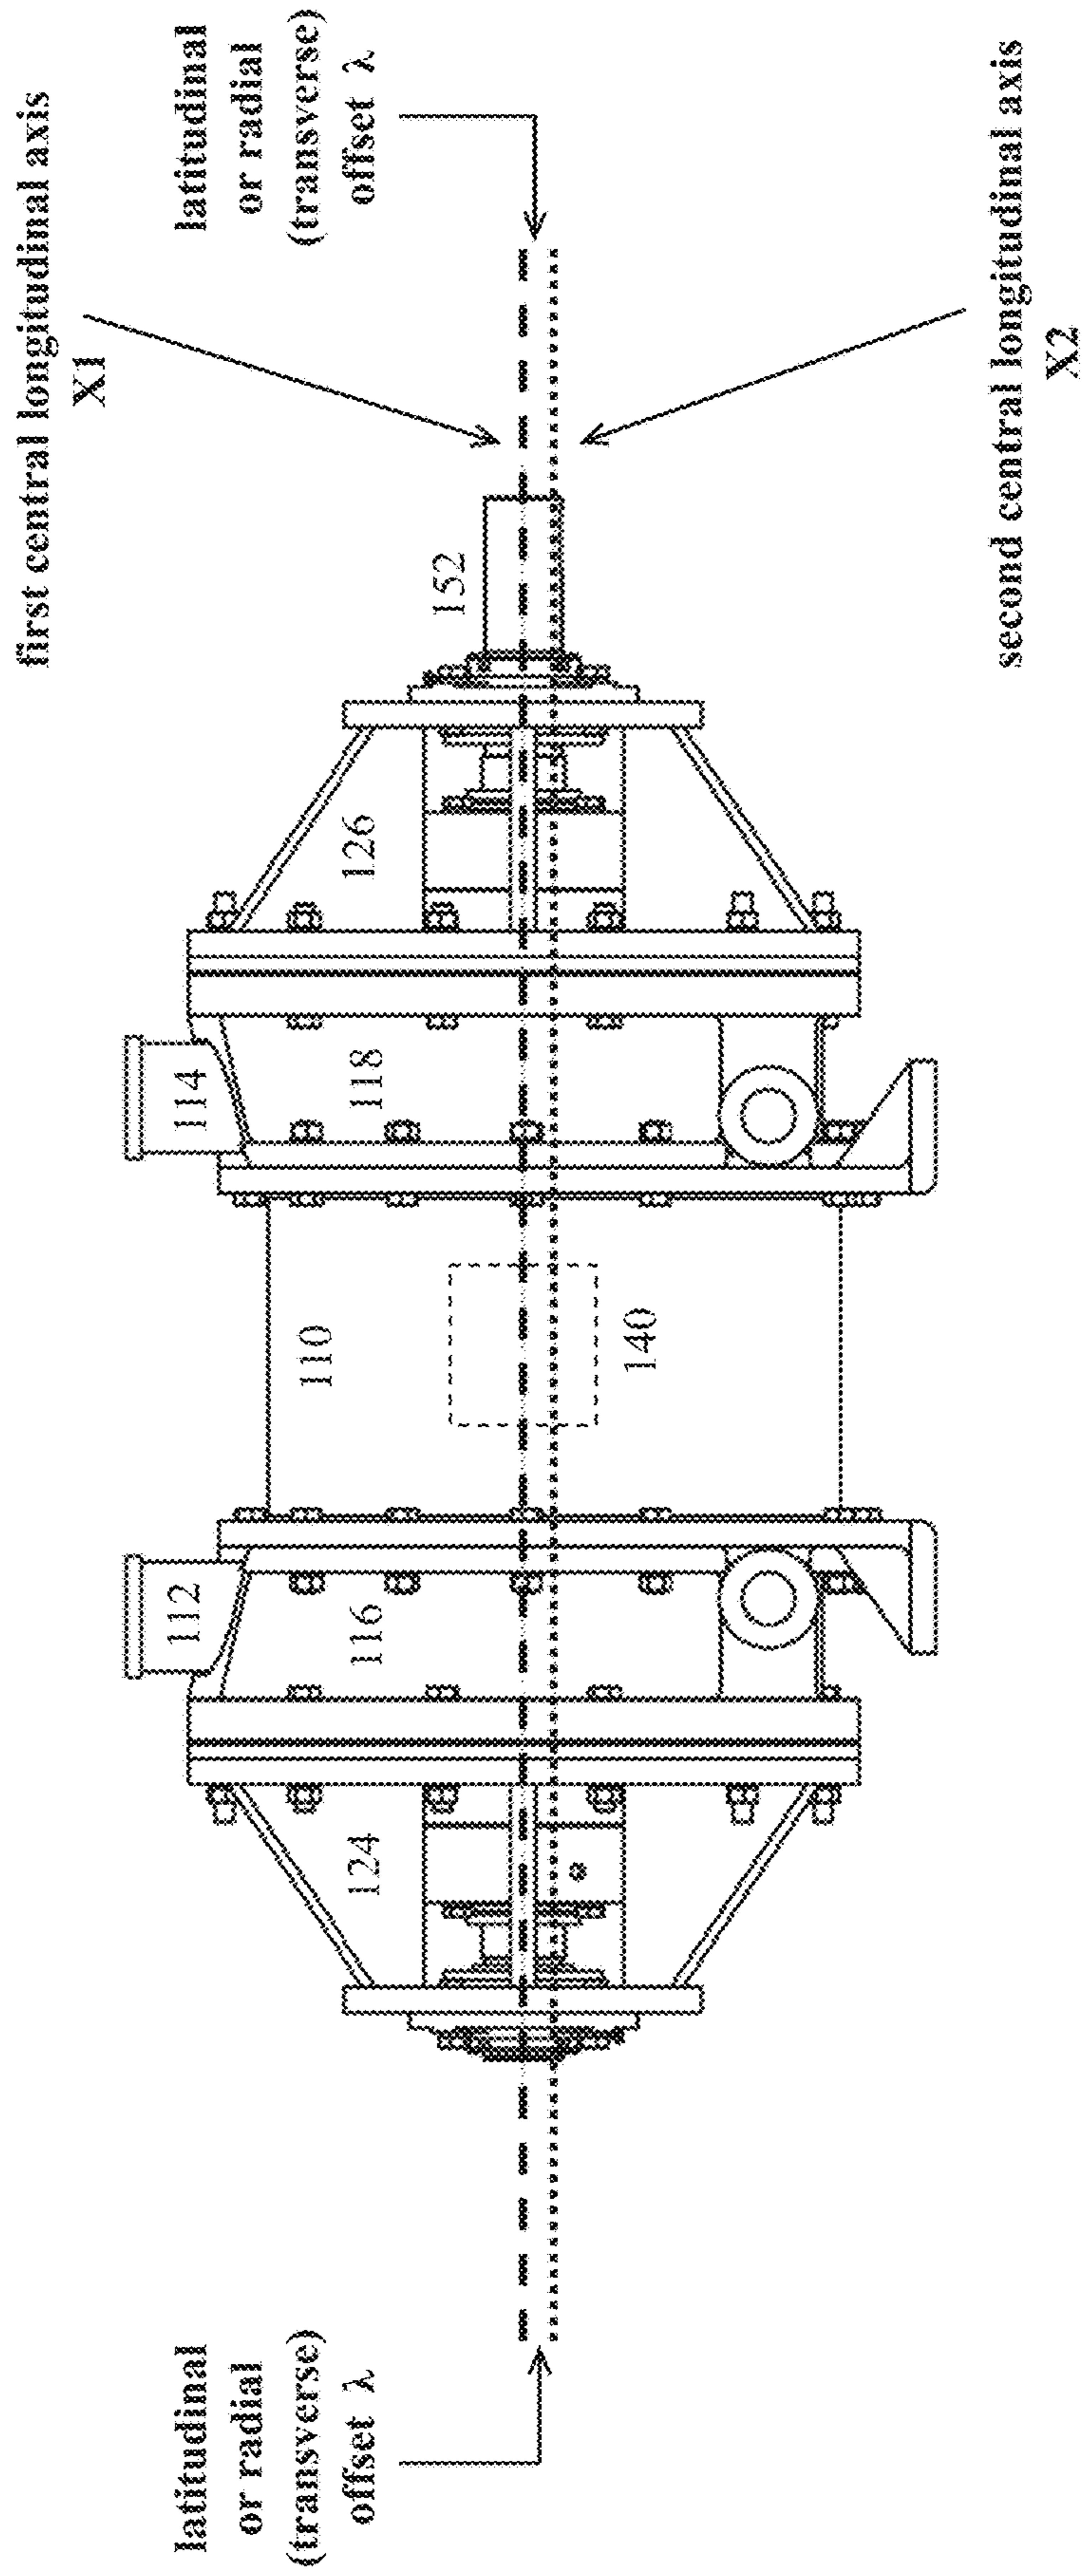 latitudinal
or radial
(transverse)
offset λ
first central longitudinal axis
X1
latitudinal
or radial
(transverse)
offset λ
112
114
124
116
110
118
126
152
140
second central longitudinal axis
X2